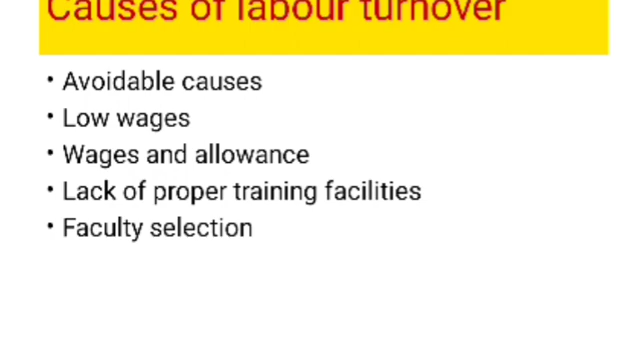 Causes of labour turnover
• Avoidable causes
• Low wages
• Wages and allowance
• Lack of proper training facilities
• Faculty selection